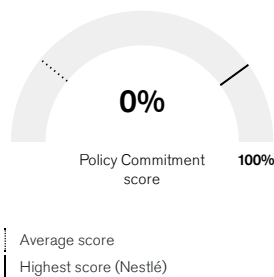 0%
Policy Commitment
score
100%
Average score
Highest score (Nestlé)